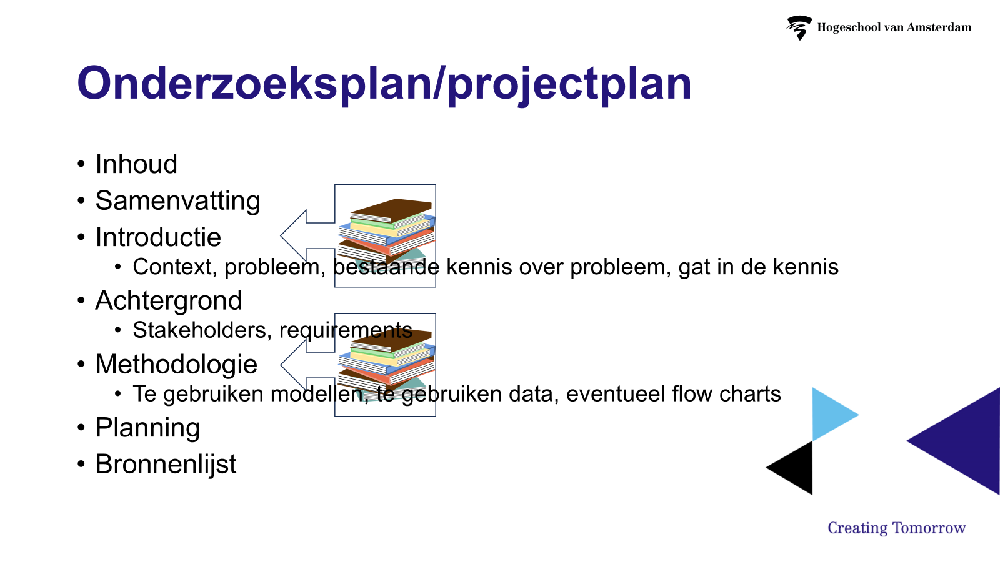 Hogeschool van Amsterdam
Onderzoeksplan/projectplan
• Inhoud
• Samenvatting
• Introductie
• Context, probleem, bestaande kennis over probleem, gat in de kennis
• Achtergrond
• Stakeholders, requirements
• Methodologie
• Te gebruiken modellen, te gebruiken data, eventueel flow charts
• Planning
• Bronnenlijst
Creating Tomorrow